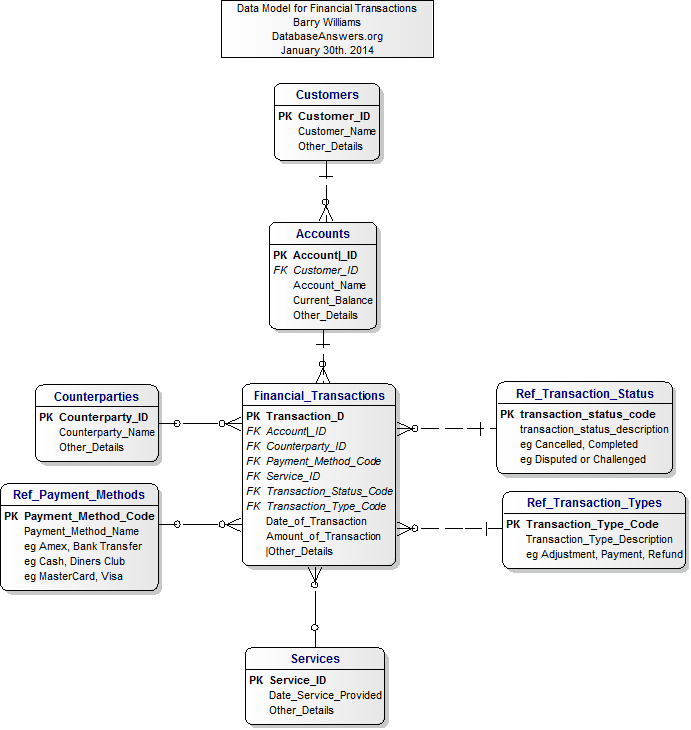 Data Model for Financial Transactions
Barry Williams
DatabaseAnswers.org
January 30th. 2014
Customers
PK Customer_ID
Customer_Name
Other_Details
Accounts
PK Account|_ID
FK Customer_ID
Account_Name
Current_Balance
Other_Details
Counterparties
PK Counterparty_ID
Counterparty_Name
Other_Details
Ref_Payment_Methods
PK Payment_Method_Code
Payment_Method_Name
eg Amex, Bank Transfer
eg Cash, Diners Club
eg MasterCard, Visa
Financial_Transactions
PK Transaction_D
FK Account|_ID
FK Counterparty_ID
FK Payment_Method_Code
FK Service_ID
FK Transaction_Status_Code
FK Transaction_Type_Code
Date_of_Transaction
Amount_of_Transaction
|Other_Details
Ref_Transaction_Status
PK transaction_status_code
transaction_status_description
eg Cancelled, Completed
eg Disputed or Challenged
Ref_Transaction_Types
PK Transaction_Type_Code
Transaction_Type_Description
eg Adjustment, Payment, Refund
Services
PK Service_ID
Date_Service_Provided
Other_Details